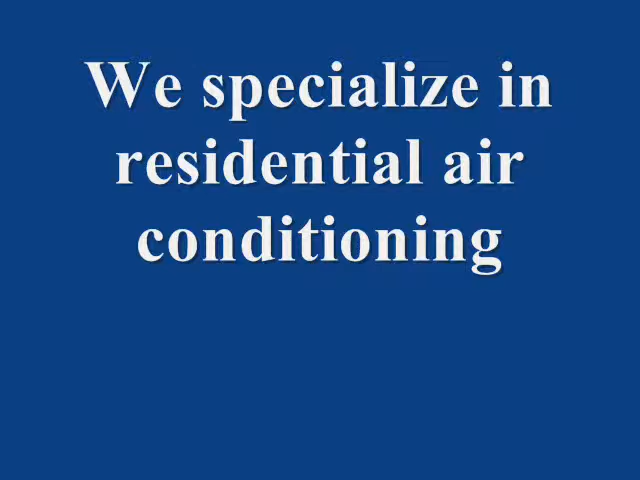 We specialize in
residential air
conditioning